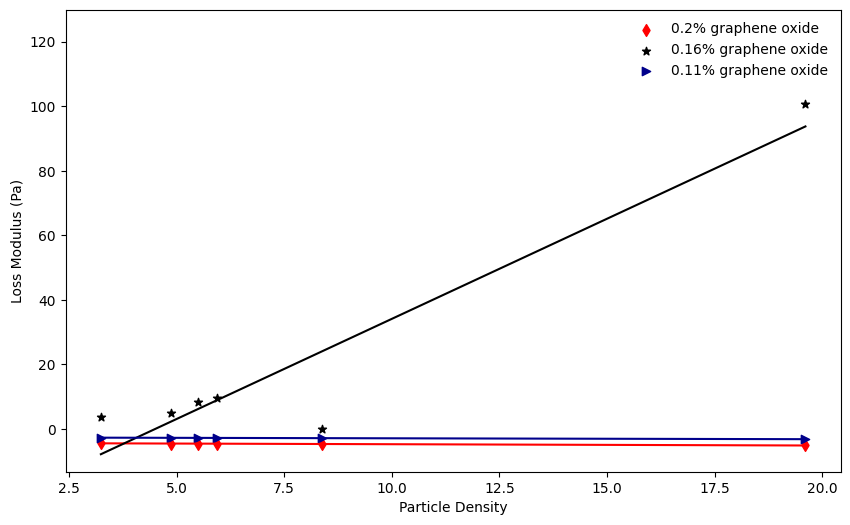 0.2% graphene oxide
0.16% graphene oxide
0.11% graphene oxide
120
100
80
60
40
20
0
Loss Modulus (Pa)
2.5 5.0 7.5 10.0 12.5 15.0 17.5 20.0
Particle Density